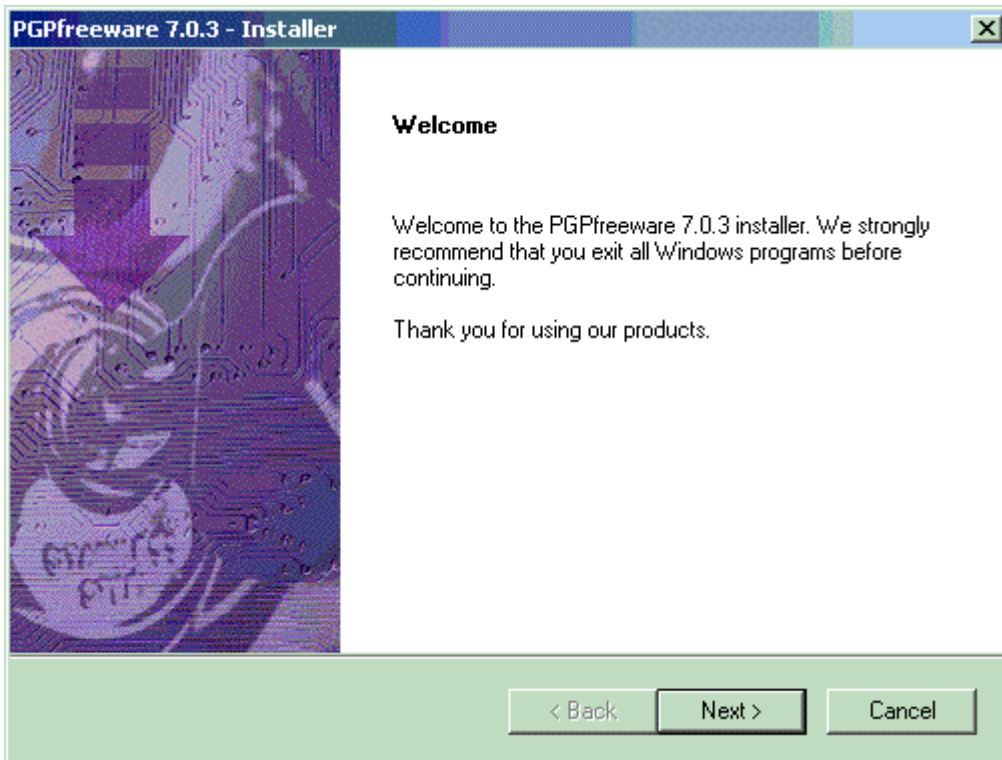 PGPfreeware 7.0.3 - Installer
Welcome
Welcome to the PGPfreeware 7.0.3 installer. We strongly
recommend that you exit all Windows programs before
continuing.
Thank you for using our products.
< Back
Next >
Cancel